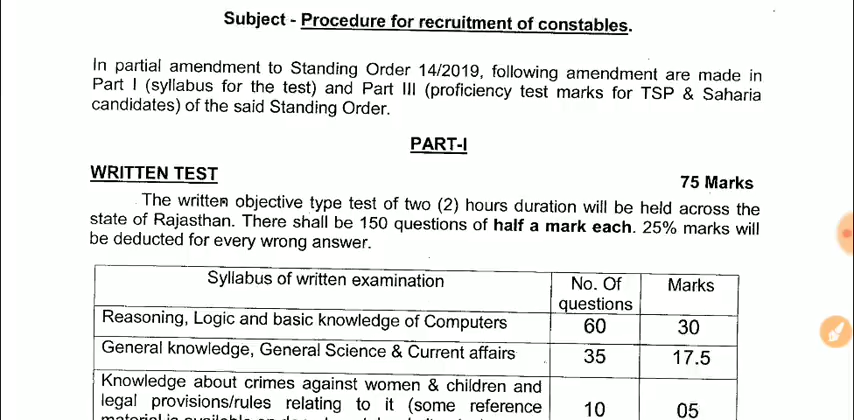 Subject - Procedure for recruitment of constables.
In partial amendment to Standing Order 14/2019, following amendment are made in
Part I (syllabus for the test) and Part III (proficiency test marks for TSP & Saharia
candidates) of the said Standing Order.
PART-I
WRITTEN TEST 75 Marks
The written objective type test of two (2) hours duration will be held across the
state of Rajasthan. There shall be 150 questions of half a mark each. 25% marks will
be deducted for every wrong answer.
Syllabus of written examination No. Of Marks
questions
Reasoning, Logic and basic knowledge of Computers 60 30
General knowledge, General Science & Current affairs 35 17.5
Knowledge about crimes against women & children and
legal provisions/rules relating to it (some reference 10 05